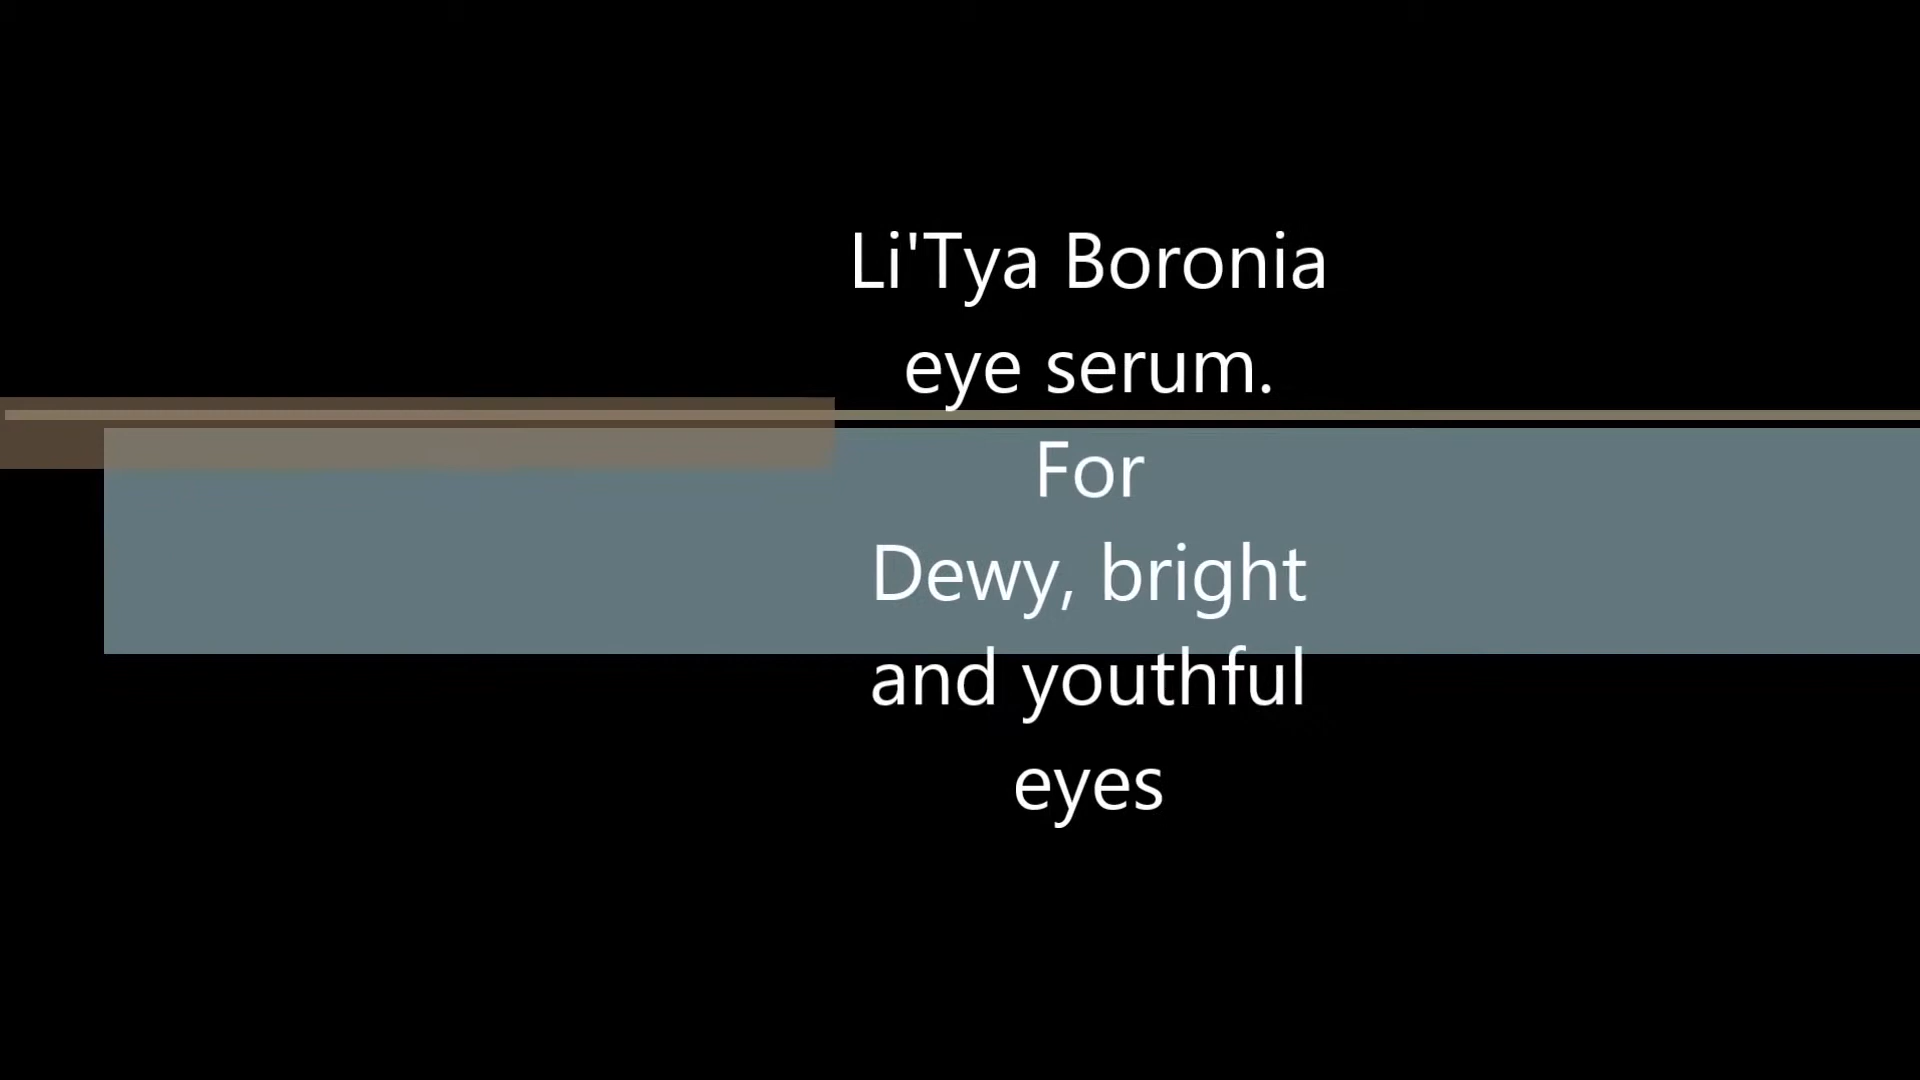 Li'Tya Boronia
eye serum.
For
Dewy, bright
and youthful
eyes